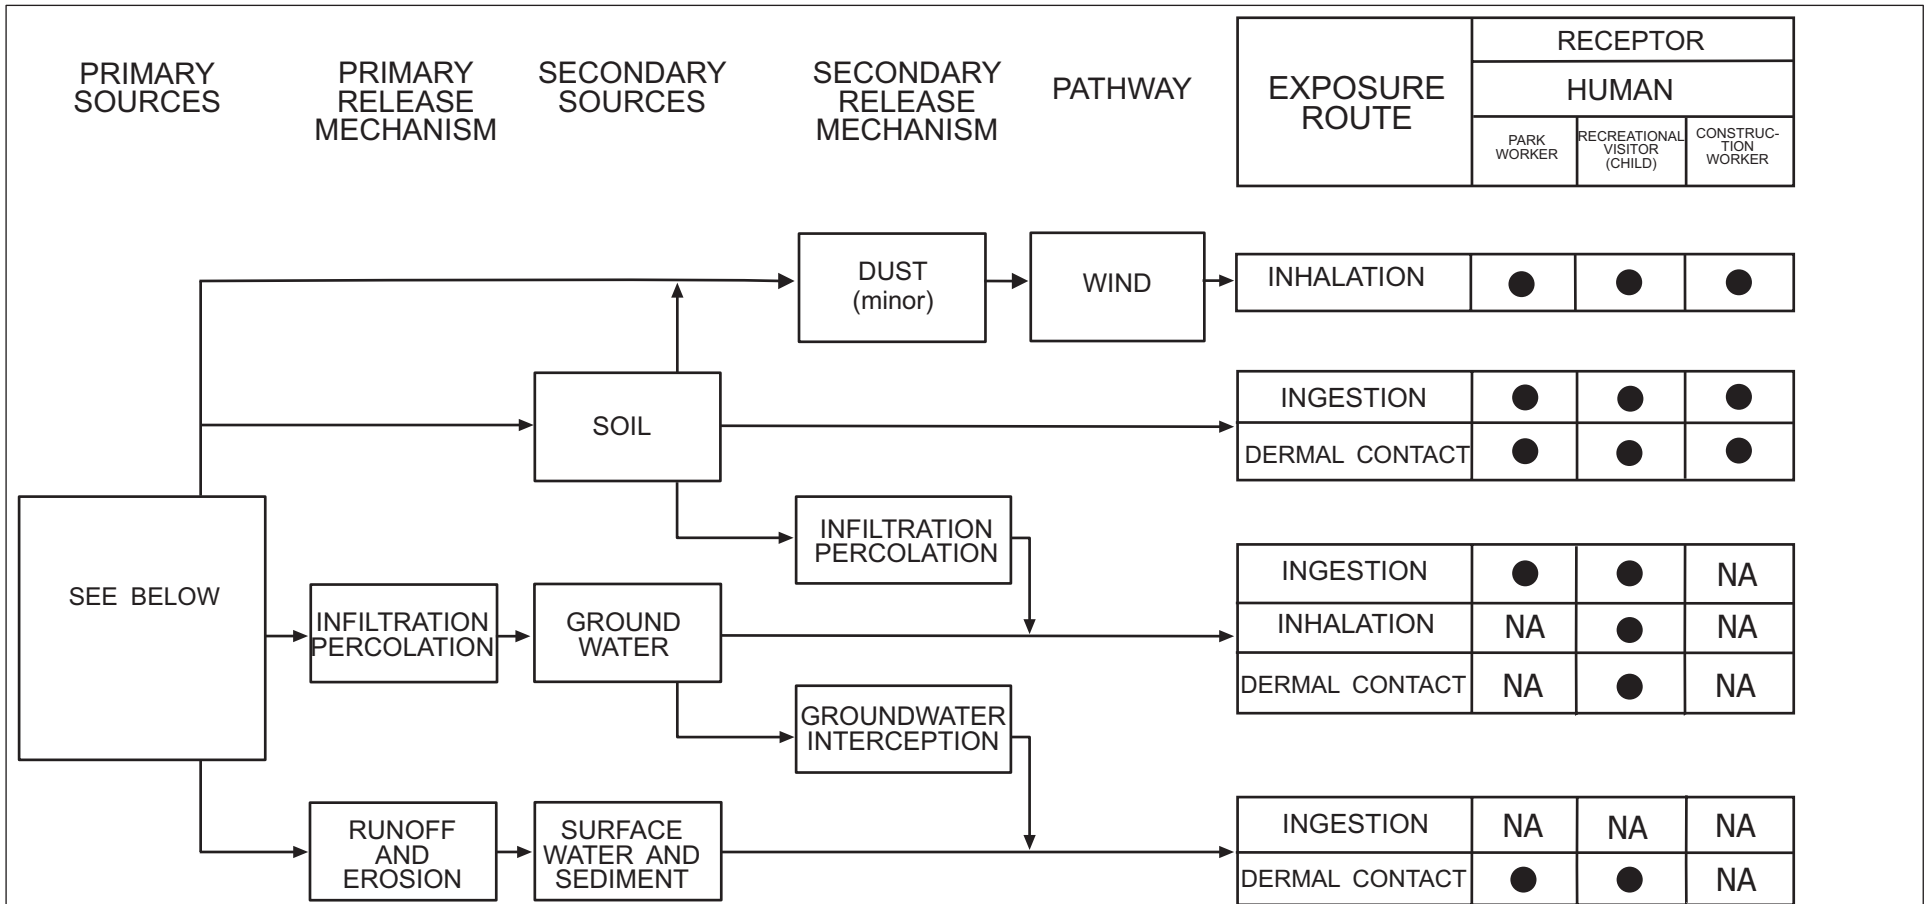 PRIMARY
SOURCES
PRIMARY
RELEASE
MECHANISM
SECONDARY
SOURCES
SECONDARY
RELEASE
MECHANISM
PATHWAY
EXPOSURE
ROUTE
RECEPTOR
HUMAN
PARK
WORKER
RECREATIONAL
VISITOR
(CHILD)
CONSTRUC-
TION
WORKER
DUST
(minor)
WIND
INHALATION
SOIL
INGESTION
DERMAL CONTACT
INFILTRATION
PERCOLATION
SEE BELOW
INFILTRATION
PERCOLATION
GROUND
WATER
INGESTION NA
INHALATION NA NA
DERMAL CONTACT NA NA
GROUNDWATER
INTERCEPTION
RUNOFF
AND
EROSION
SURFACE
WATER AND
SEDIMENT
INGESTION NA NA NA
DERMAL CONTACT NA